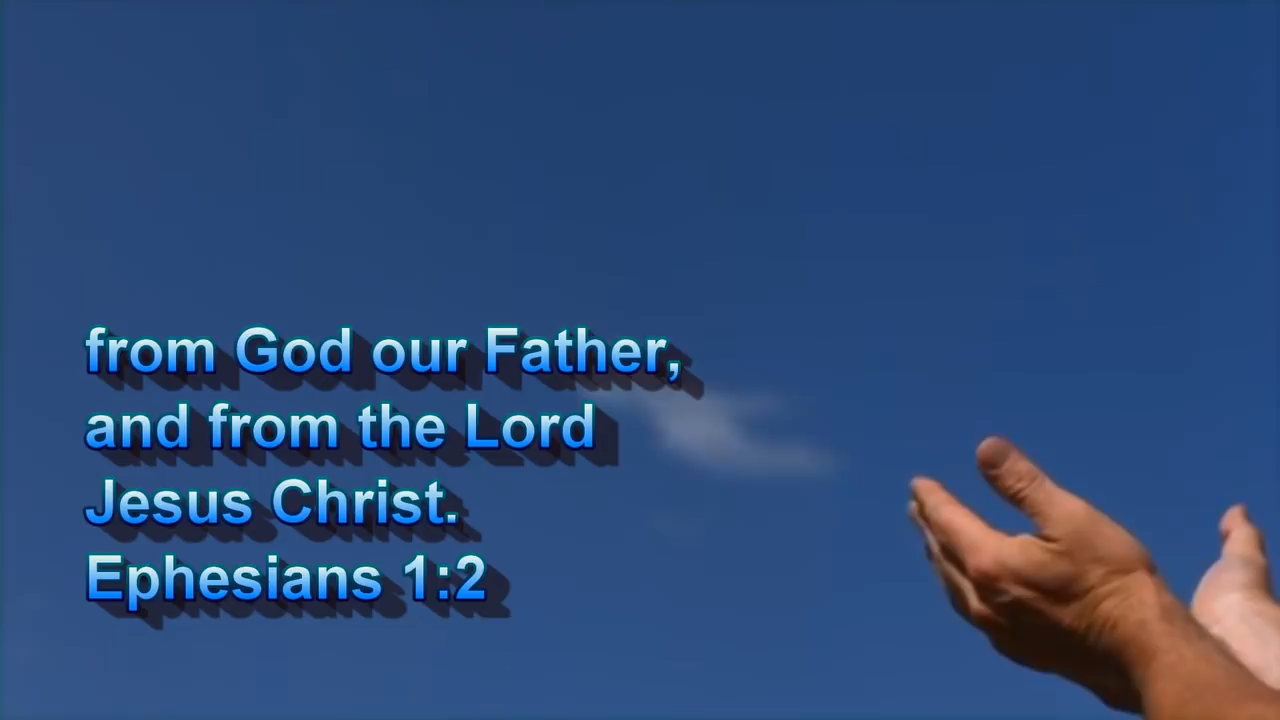 from God our Father,
and from the Lord
Jesus Christ.
Ephesians 1:2